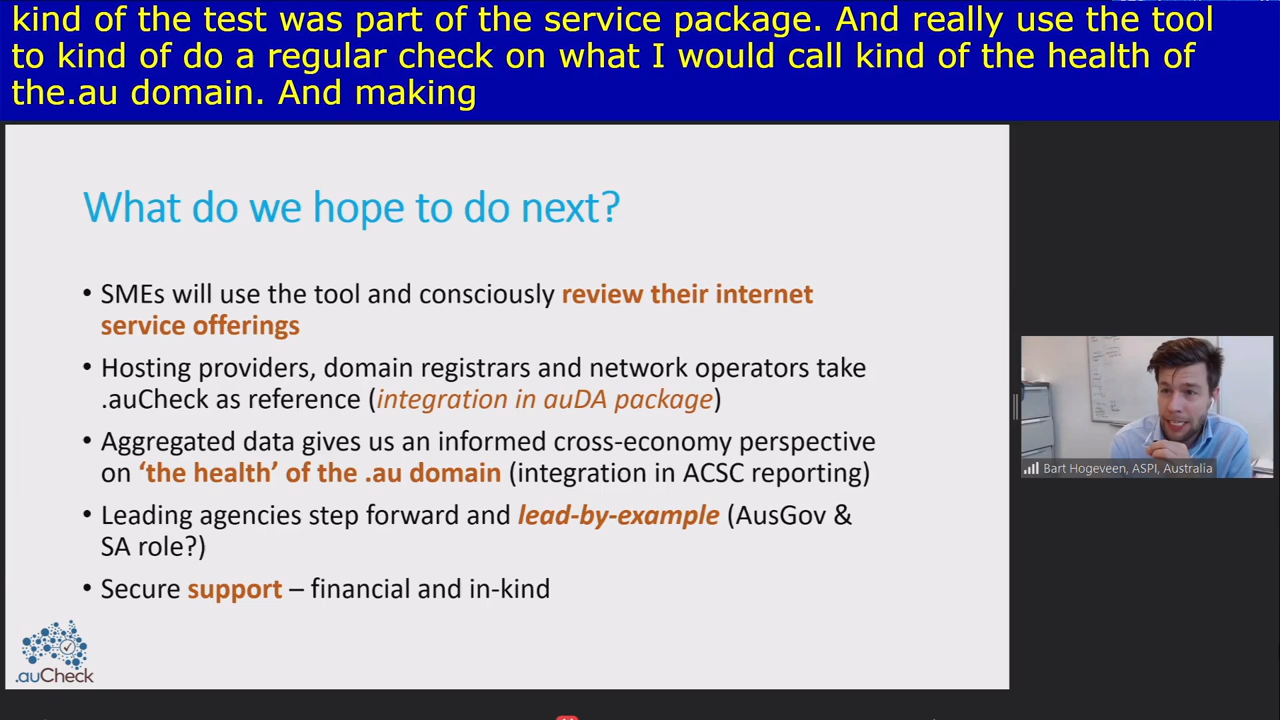 kind of the test was part of the service package. And really use the tool
to kind of do a regular check on what I would call kind of the health of
the.au domain. And making
What do we hope to do next?
• SMEs will use the tool and consciously review their internet
service offerings
• Hosting providers, domain registrars and network operators take
.auCheck as reference (integration in auDA package)
• Aggregated data gives us an informed cross-economy perspective
on ‘the health’ of the .au domain (integration in ACSC reporting)
• Leading agencies step forward and lead-by-example (AusGov &
SA role?)
• Secure support – financial and in-kind
.auCheck
Bart Hogeveen, ASPI, Australia